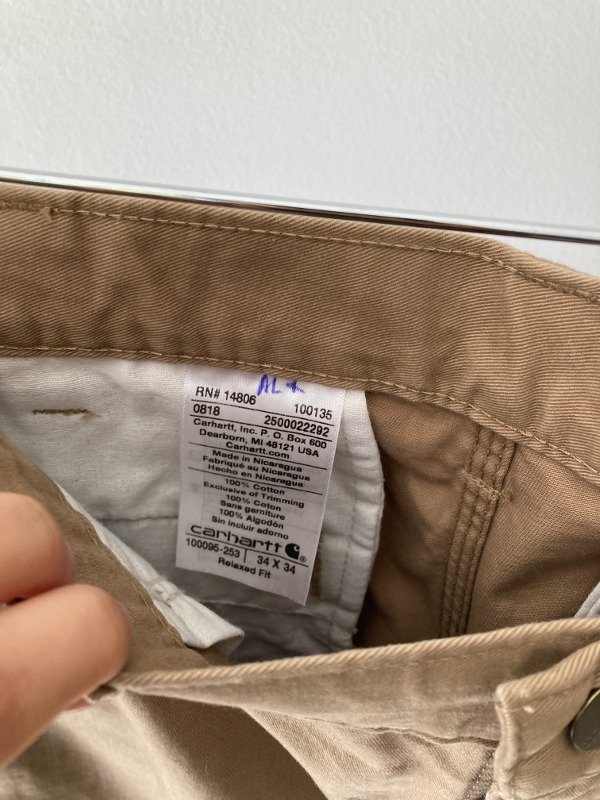 AL*
RN# 14806 100135
0818 2500022292
Carhartt, Inc. P. O. Box 600
Dearborn, MI 48121 USA
Carhartt.com
Made in Nicaragua
Fabriqué au Nicaragua
Hecho en Nicaragua
100% Cotton
Exclusive of Trimming
100% Coton
Sans garniture
100% Algodón
Sin incluir adorno
carhartt®
100095-253 34 X 34
Relaxed Fit